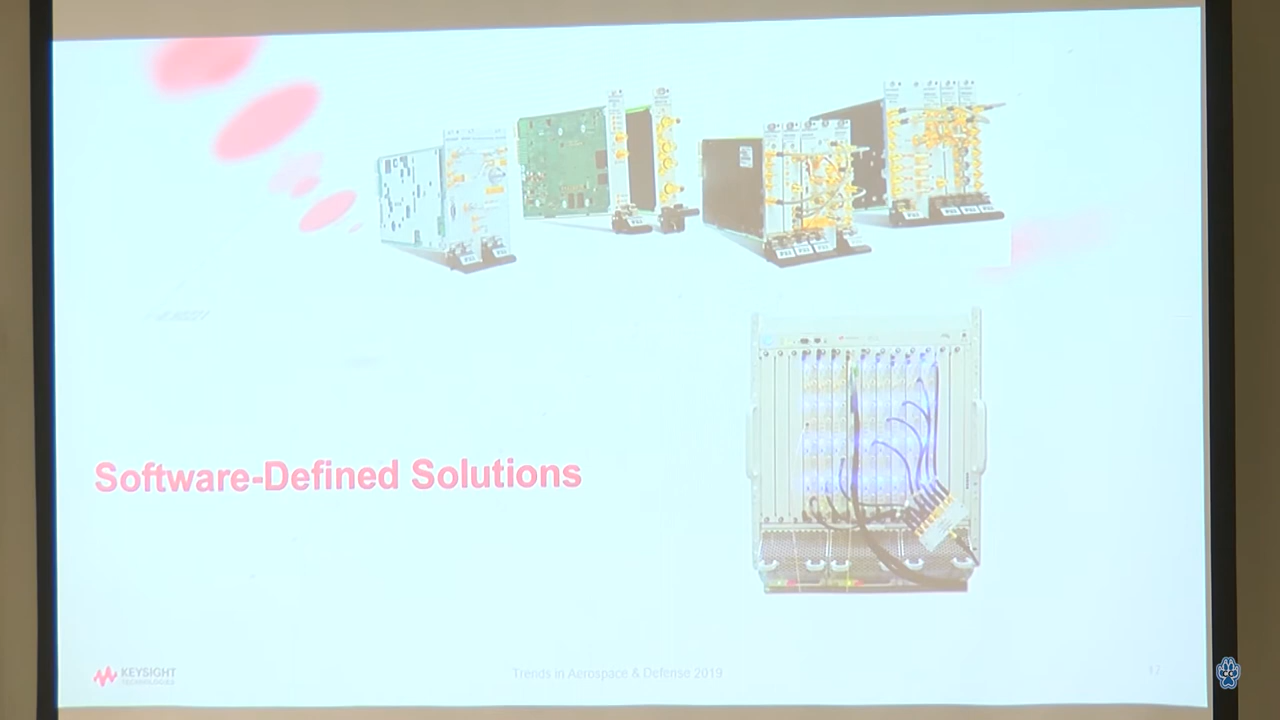 Software-Defined Solutions
KEYSIGHT
TECHNOLOGIES
Trends in Aerospace & Defense 2019